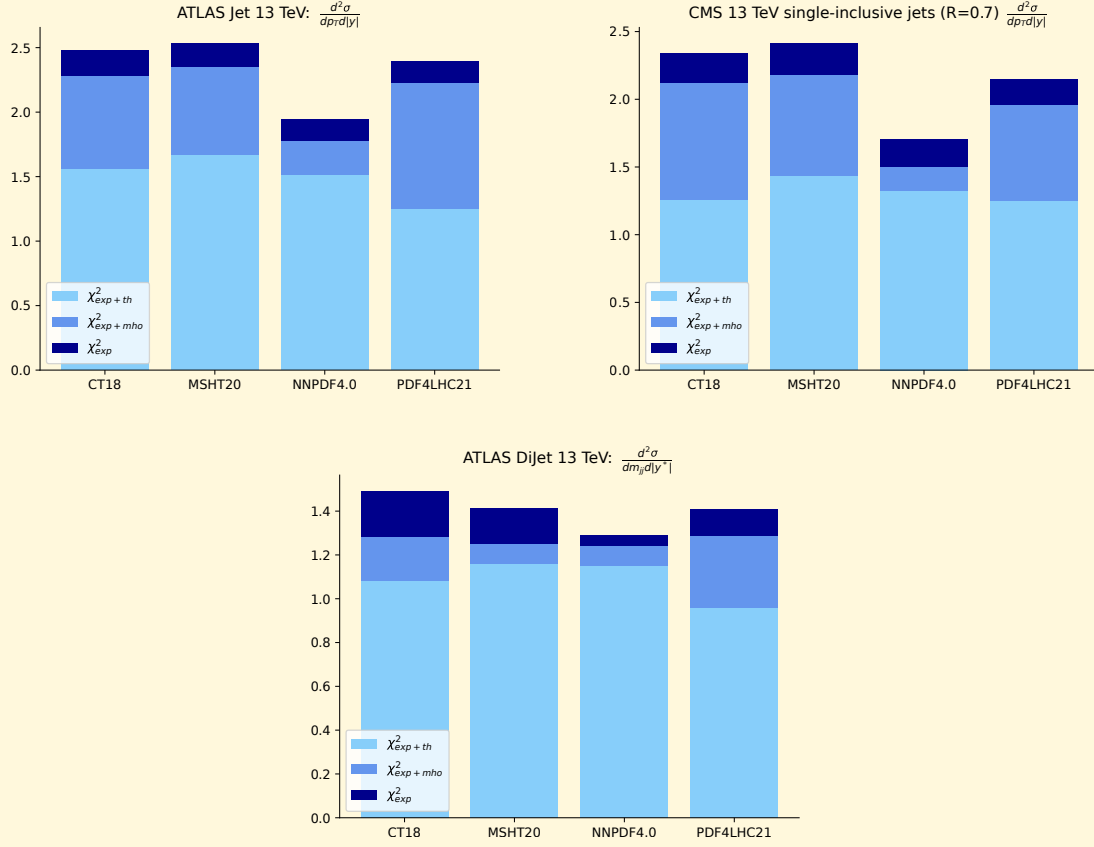 ATLAS Jet 13 TeV: d²σ/dp_Td|y|
2.5
2.0
1.5
1.0
0.5
0.0
χ²_exp+th
χ²_exp+mho
χ²_exp
CT18 MSHT20 NNPDF4.0 PDF4LHC21
CMS 13 TeV single-inclusive jets (R=0.7) d²σ/dp_Td|y|
2.5
2.0
1.5
1.0
0.5
0.0
χ²_exp+th
χ²_exp+mho
χ²_exp
CT18 MSHT20 NNPDF4.0 PDF4LHC21
ATLAS DiJet 13 TeV: d²σ/dm_jjd|y*|
1.4
1.2
1.0
0.8
0.6
0.4
0.2
0.0
χ²_exp+th
χ²_exp+mho
χ²_exp
CT18 MSHT20 NNPDF4.0 PDF4LHC21